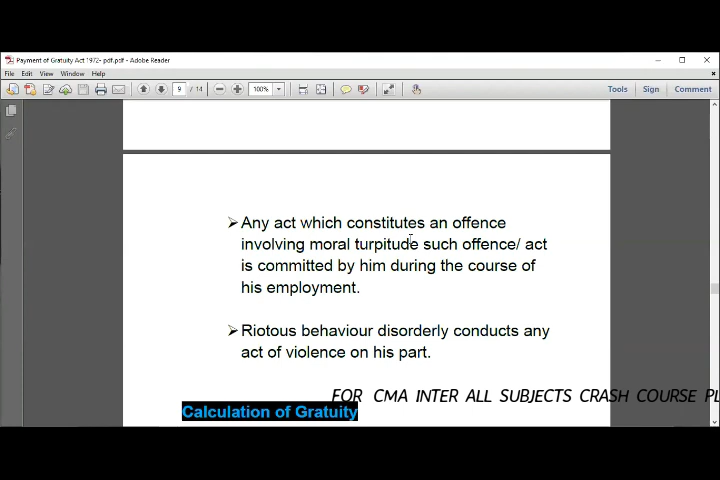 Payment of Gratuity Act 1972- pdf.pdf - Adobe Reader
File Edit View Window Help
9 / 14 100% Tools Sign Comment
Any act which constitutes an offence
involving moral turpitude such offence/ act
is committed by him during the course of
his employment.
Riotous behaviour disorderly conducts any
act of violence on his part.
FOR CMA INTER ALL SUBJECTS CRASH COURSE PL
Calculation of Gratuity